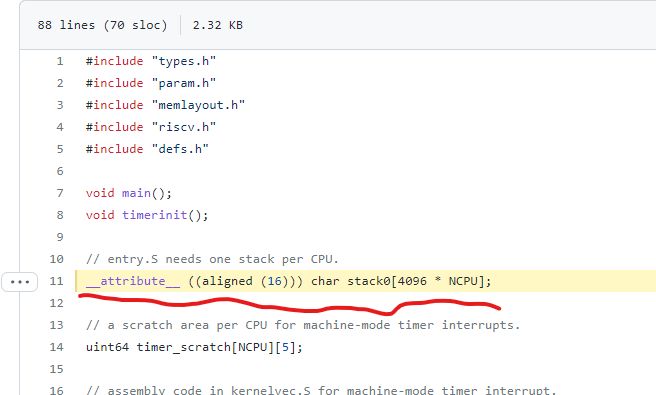 88 lines (70 sloc) 2.32 KB
1 #include "types.h"
2 #include "param.h"
3 #include "memlayout.h"
4 #include "riscv.h"
5 #include "defs.h"
6
7 void main();
8 void timerinit();
9
10 // entry.S needs one stack per CPU.
11 __attribute__ ((aligned (16))) char stack0[4096 * NCPU];
12
13 // a scratch area per CPU for machine-mode timer interrupts.
14 uint64 timer_scratch[NCPU][5];
15
16 // assembly code in kernelvec.S for machine-mode timer interrupt.